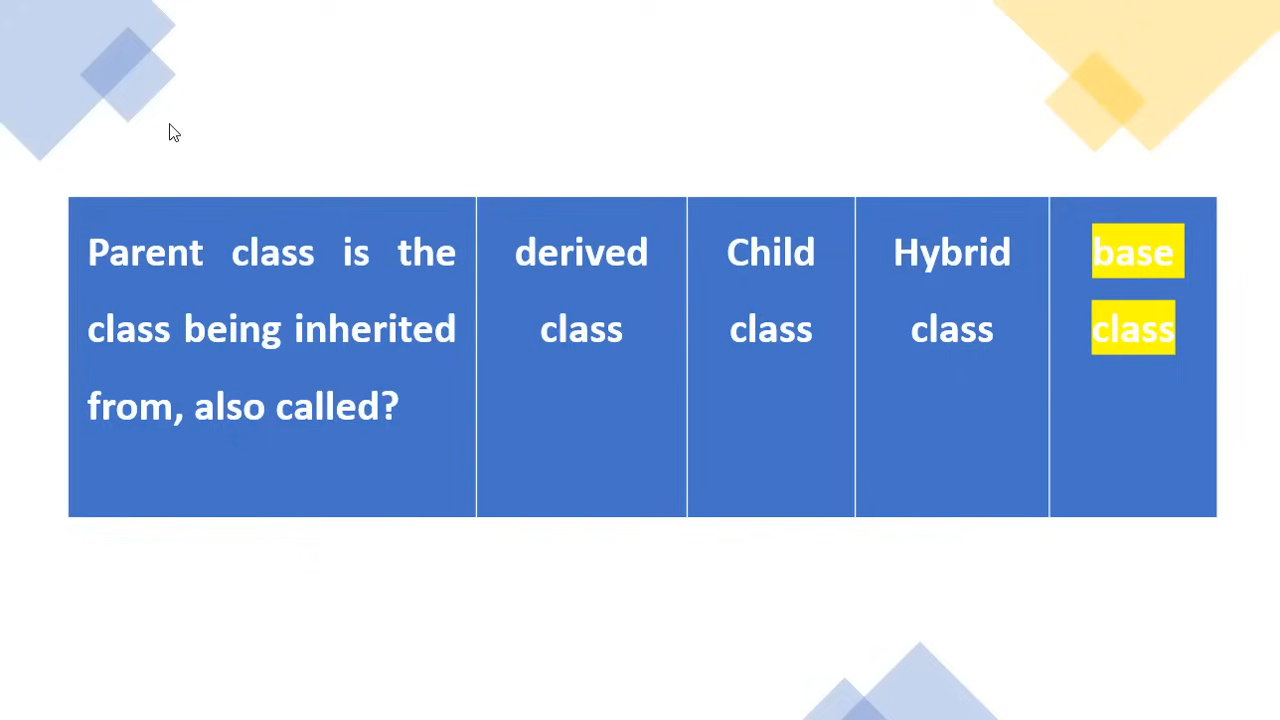 Parent class is the
class being inherited
from, also called?
derived
class
Child
class
Hybrid
class
base
class